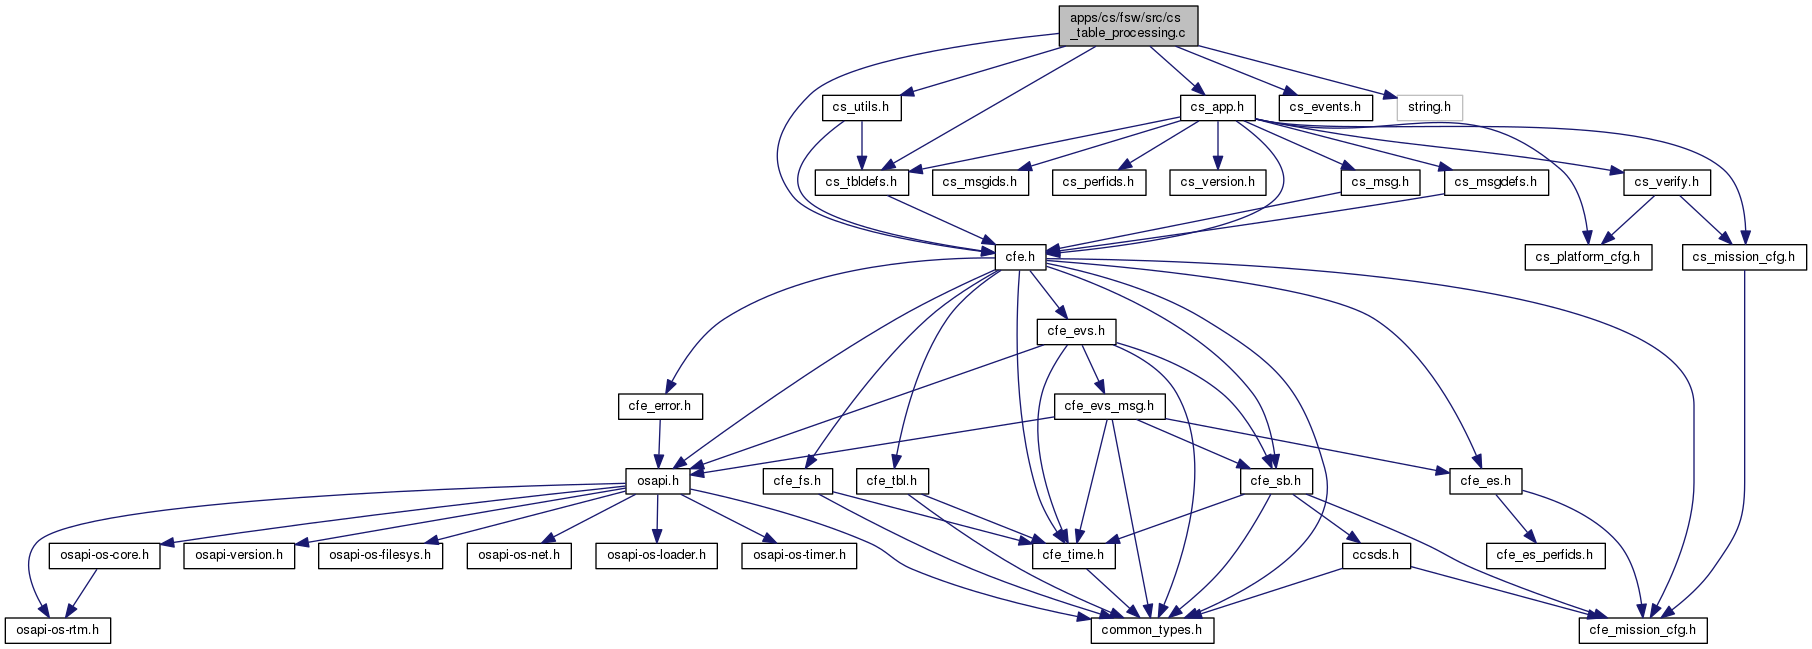 apps/cs/fsw/src/cs
_table_processing.c
cs_utils.h
cs_app.h
cs_events.h
string.h
cs_tbldefs.h
cs_msgids.h
cs_perfids.h
cs_version.h
cs_msg.h
cs_msgdefs.h
cs_verify.h
cfe.h
cs_platform_cfg.h
cs_mission_cfg.h
cfe_evs.h
cfe_error.h
cfe_evs_msg.h
osapi.h
cfe_fs.h
cfe_tbl.h
cfe_sb.h
cfe_es.h
osapi-os-core.h
osapi-version.h
osapi-os-filesys.h
osapi-os-net.h
osapi-os-loader.h
osapi-os-timer.h
cfe_time.h
ccsds.h
cfe_es_perfids.h
osapi-os-rtm.h
common_types.h
cfe_mission_cfg.h